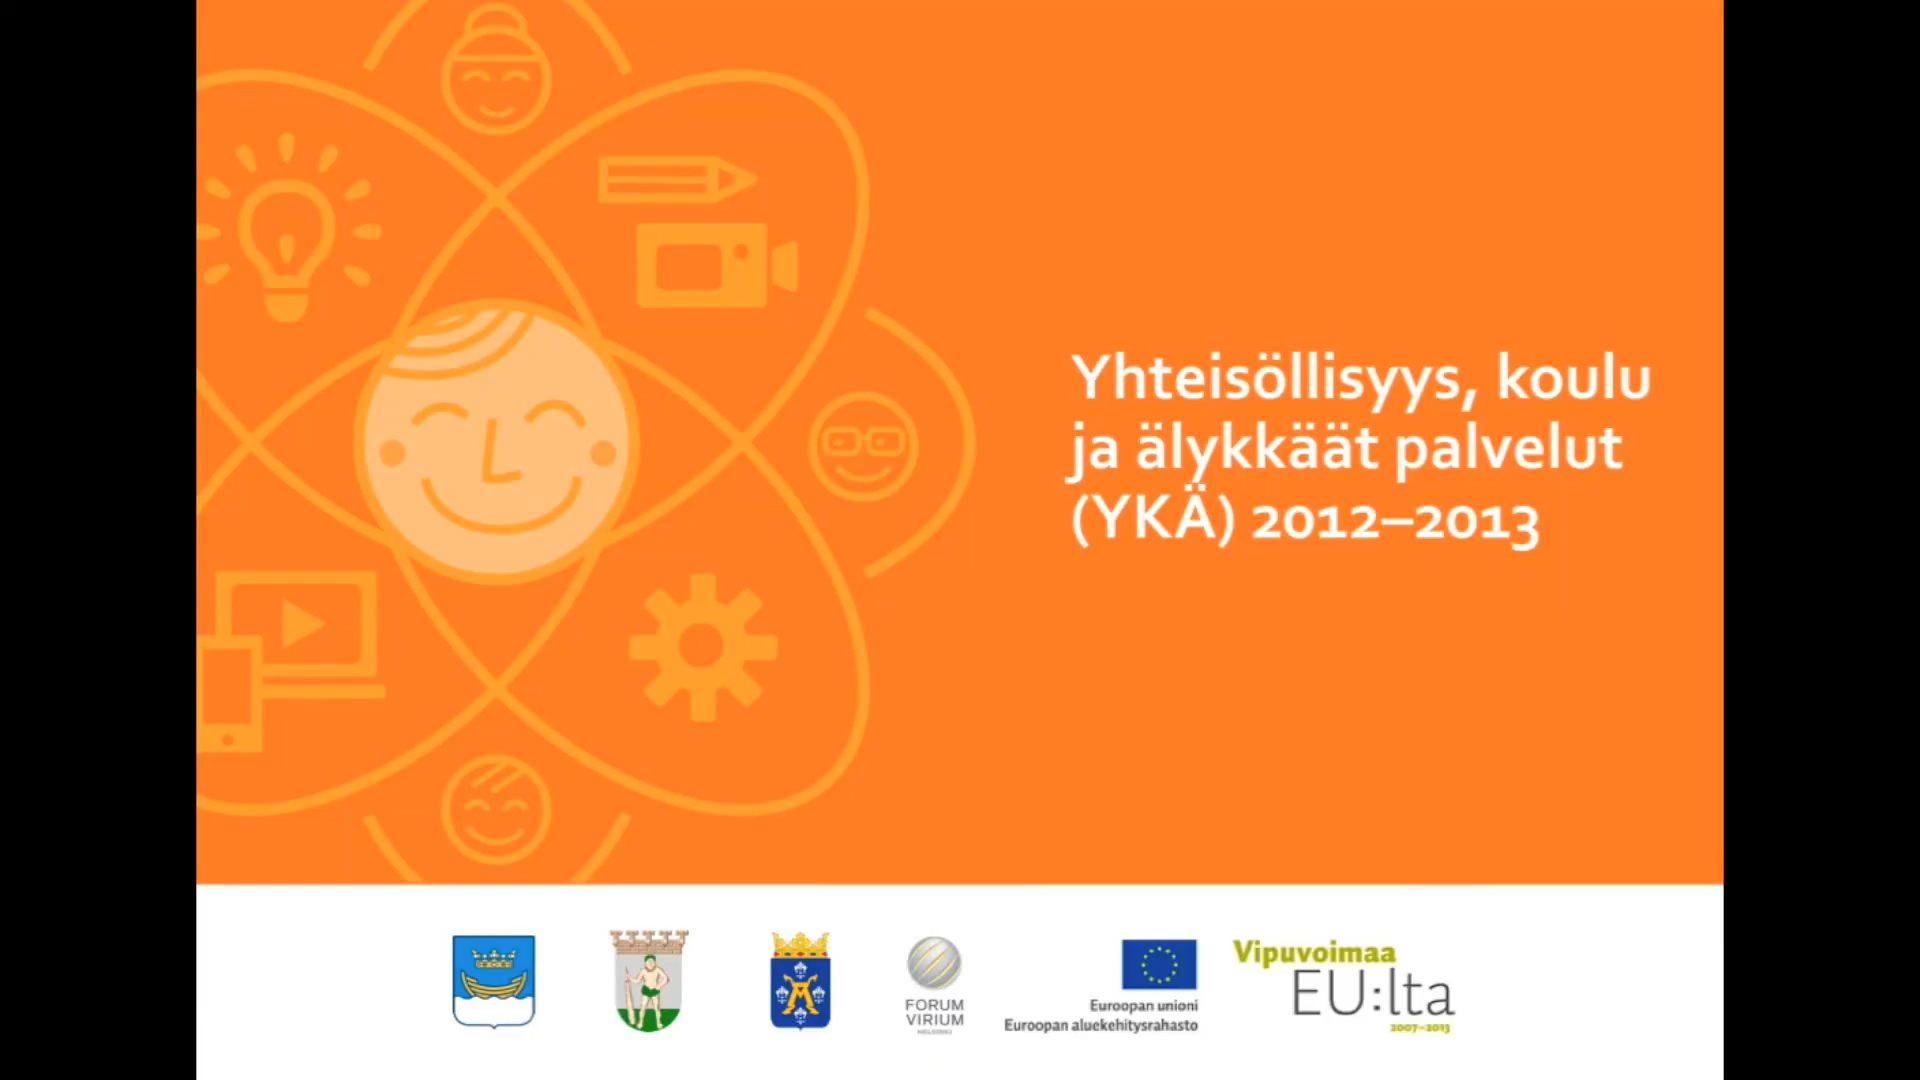 Yhteisöllisyys, koulu
ja älykkäät palvelut
(YKÄ) 2012–2013
FORUM
VIRIUM
HELSINKI
Euroopan unioni
Euroopan aluekehitysrahasto
Vipuvoimaa
EU:lta
2007–2013